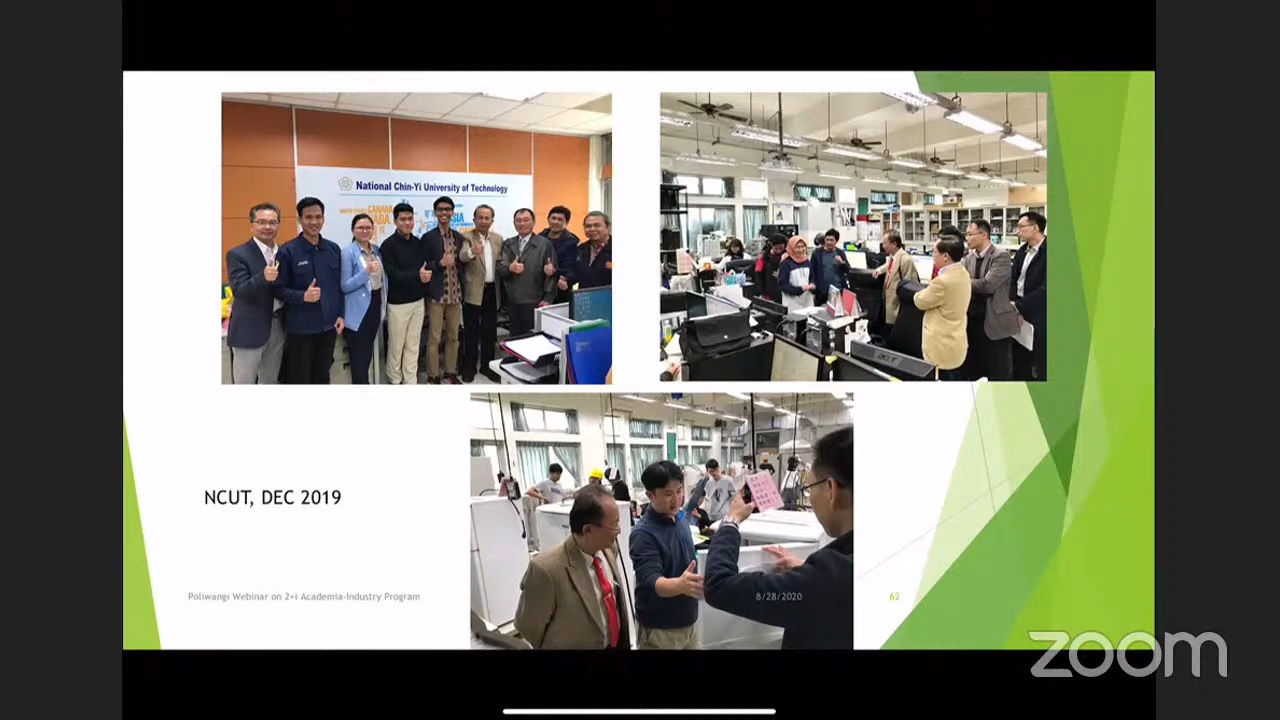 National Chin-Yi University of Technology
CANADA
NCUT, DEC 2019
Poliwangi Webinar on 2+i Academia-Industry Program
8/28/2020
62
zoom